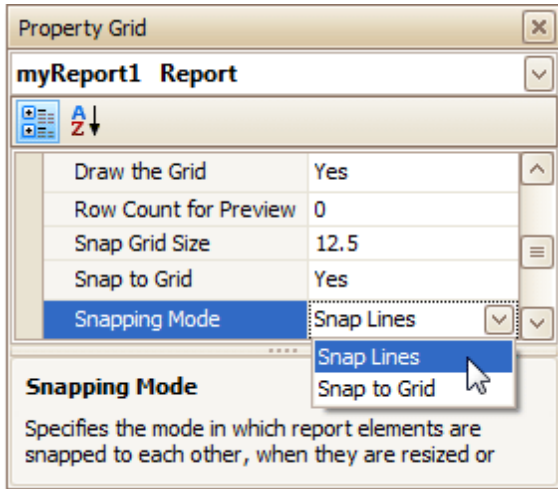 Property Grid
myReport1 Report
A
Z
Draw the Grid Yes
Row Count for Preview 0
Snap Grid Size 12.5
Snap to Grid Yes
Snapping Mode Snap Lines
Snap Lines
Snap to Grid
Snapping Mode
Specifies the mode in which report elements are
snapped to each other, when they are resized or